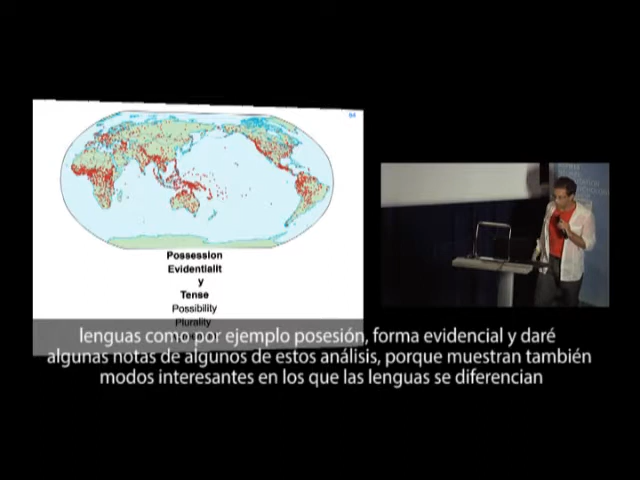 Possession
Evidentialit
y
Tense
Possibility
Plurality
lenguas como por ejemplo posesión, forma evidencial y daré
algunas notas de algunos de estos análisis, porque muestran también
modos interesantes en los que las lenguas se diferencian